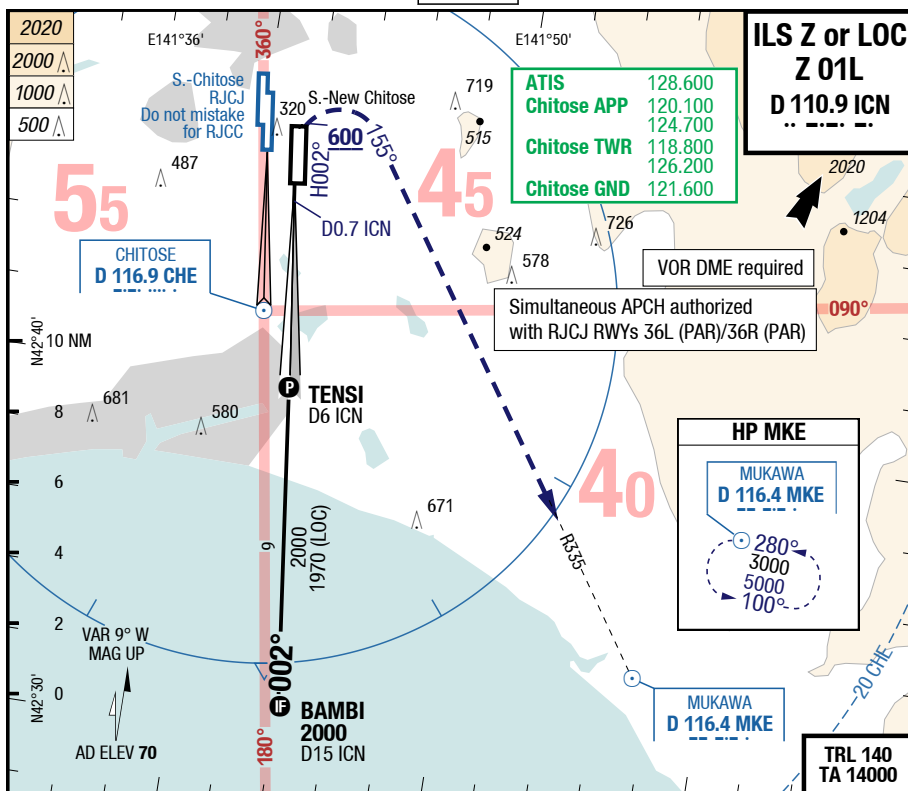 2020
2000
1000
500
E141°36'
360°
E141°50'
ILS Z or LOC
Z 01L
D 110.9 ICN
S.-Chitose
RJCJ
Do not mistake
for RJCC
320
S.-New Chitose
719
515
ATIS 128.600
Chitose APP 120.100
124.700
Chitose TWR 118.800
126.200
Chitose GND 121.600
600
155°
H002°
487
55
45
2020
1204
D0.7 ICN
524
578
726
CHITOSE
D 116.9 CHE
VOR DME required
Simultaneous APCH authorized
with RJCJ RWYs 36L (PAR)/36R (PAR)
090°
N42°40'
10 NM
P
TENSI
D6 ICN
681
580
8
6
4
2
0
671
40
HP MKE
MUKAWA
D 116.4 MKE
280°
3000
5000
100°
9
2000
1970 (LOC)
R335
VAR 9° W
MAG UP
002°
N42°30'
IF
BAMBI
2000
D15 ICN
180°
AD ELEV 70
MUKAWA
D 116.4 MKE
20 CHE
TRL 140
TA 14000